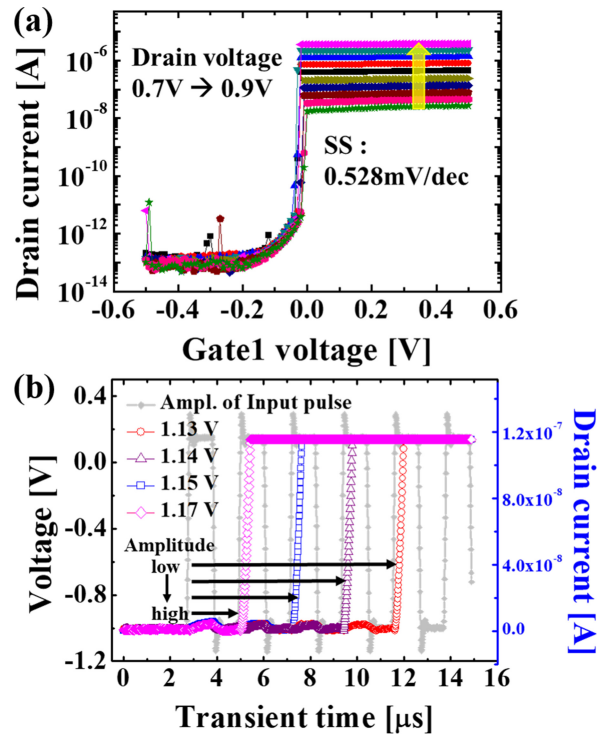 (a)
Drain current [A]
10⁻⁶
10⁻⁸
10⁻¹⁰
10⁻¹²
10⁻¹⁴
Drain voltage
0.7V → 0.9V
SS :
0.528mV/dec
-0.6 -0.4 -0.2 0.0 0.2 0.4 0.6
Gate1 voltage [V]
(b)
Voltage [V]
0.4
0.0
-0.4
-0.8
-1.2
Ampl. of Input pulse
1.13 V
1.14 V
1.15 V
1.17 V
Amplitude
low
high
1.2x10⁻⁷
8.0x10⁻⁸
4.0x10⁻⁸
0.0
Drain current [A]
0 2 4 6 8 10 12 14 16
Transient time [μs]